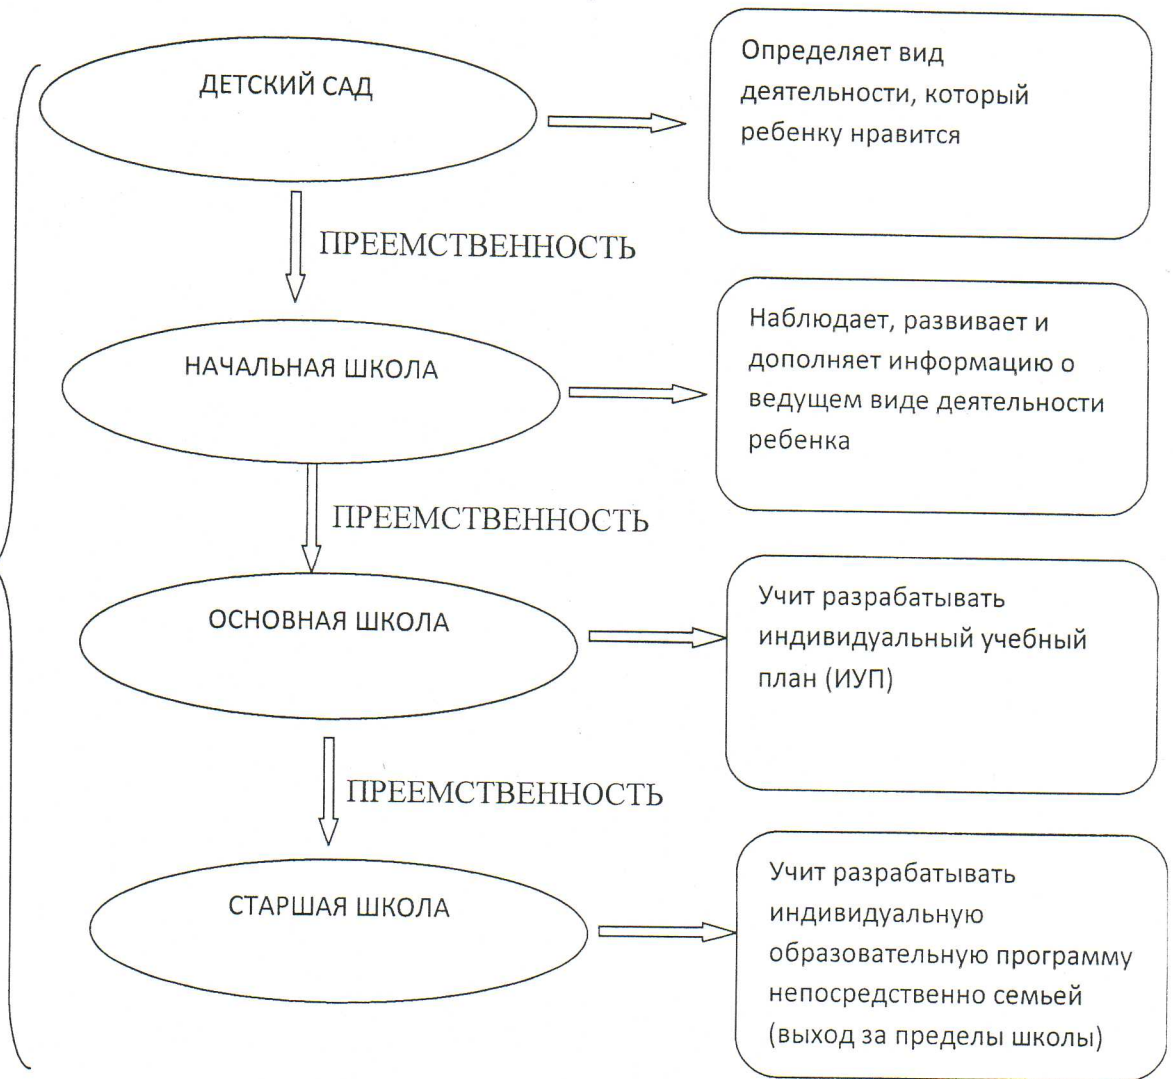 ДЕТСКИЙ САД
Определяет вид
деятельности, который
ребенку нравится
ПРЕЕМСТВЕННОСТЬ
НАЧАЛЬНАЯ ШКОЛА
Наблюдает, развивает и
дополняет информацию о
ведущем виде деятельности
ребенка
ПРЕЕМСТВЕННОСТЬ
ОСНОВНАЯ ШКОЛА
Учит разрабатывать
индивидуальный учебный
план (ИУП)
ПРЕЕМСТВЕННОСТЬ
СТАРШАЯ ШКОЛА
Учит разрабатывать
индивидуальную
образовательную программу
непосредственно семьей
(выход за пределы школы)